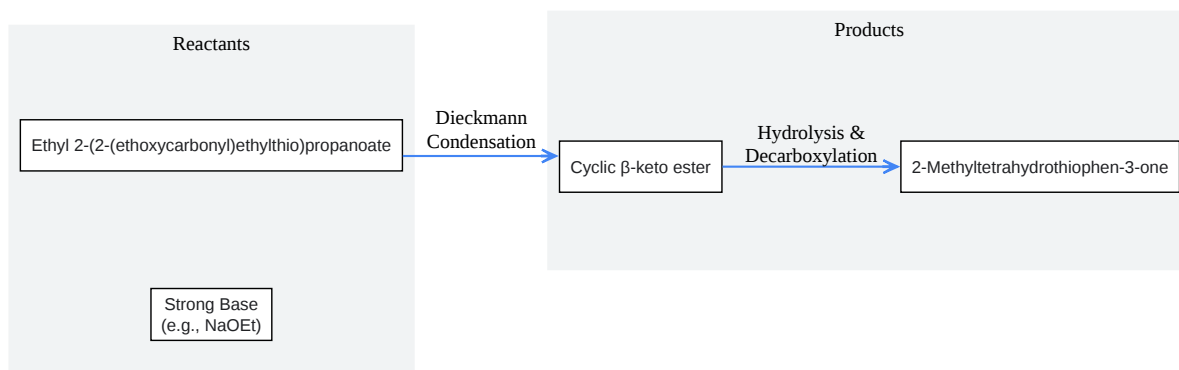 Reactants
Ethyl 2-(2-(ethoxycarbonyl)ethylthio)propanoate
Strong Base
(e.g., NaOEt)
Dieckmann
Condensation
Products
Cyclic β-keto ester
Hydrolysis &
Decarboxylation
2-Methyltetrahydrothiophen-3-one